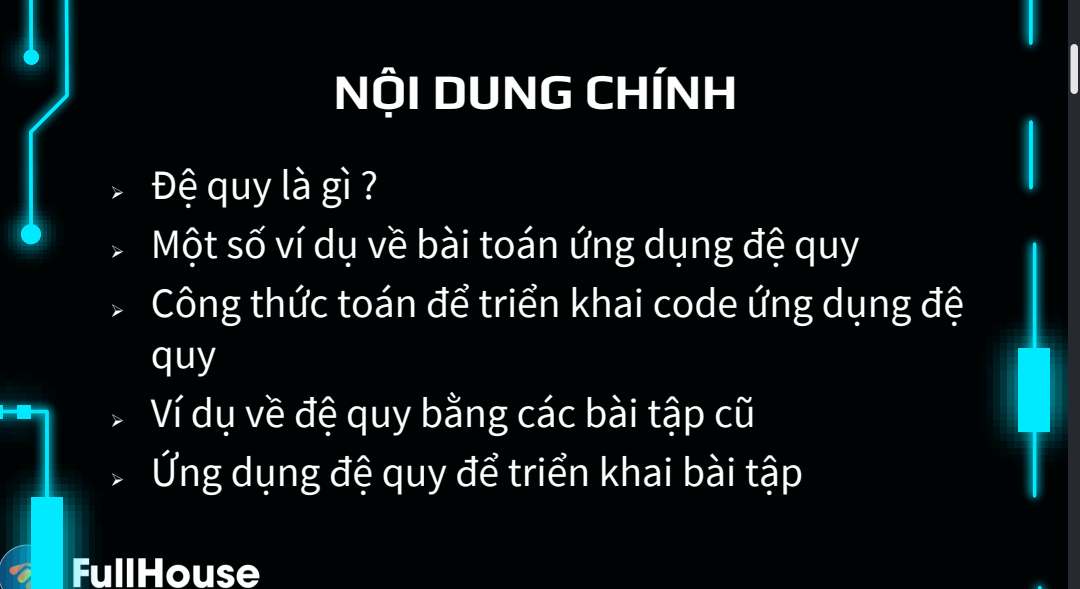 NỘI DUNG CHÍNH
Đệ quy là gì ?
Một số ví dụ về bài toán ứng dụng đệ quy
Công thức toán để triển khai code ứng dụng đệ
quy
Ví dụ về đệ quy bằng các bài tập cũ
Ứng dụng đệ quy để triển khai bài tập
FullHouse